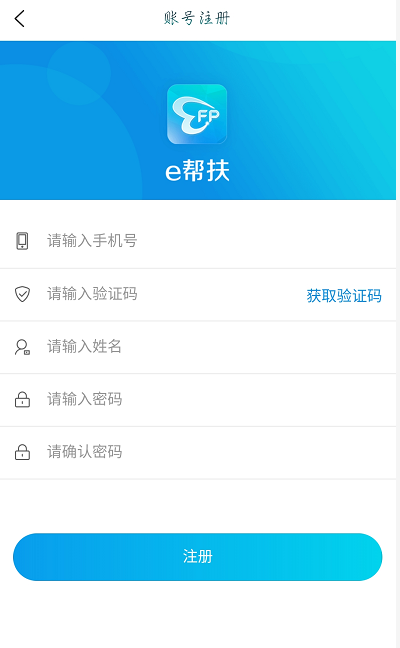 账号注册
FP
e帮扶
请输入手机号
请输入验证码 获取验证码
请输入姓名
请输入密码
请确认密码
注册